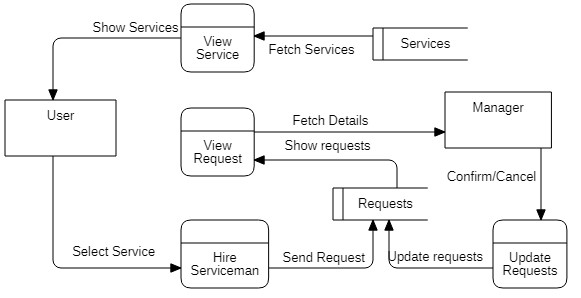 Show Services
View
Service
Fetch Services
Services
User
Manager
View
Request
Fetch Details
Show requests
Confirm/Cancel
Requests
Select Service
Hire
Serviceman
Send Request
Update requests
Update
Requests